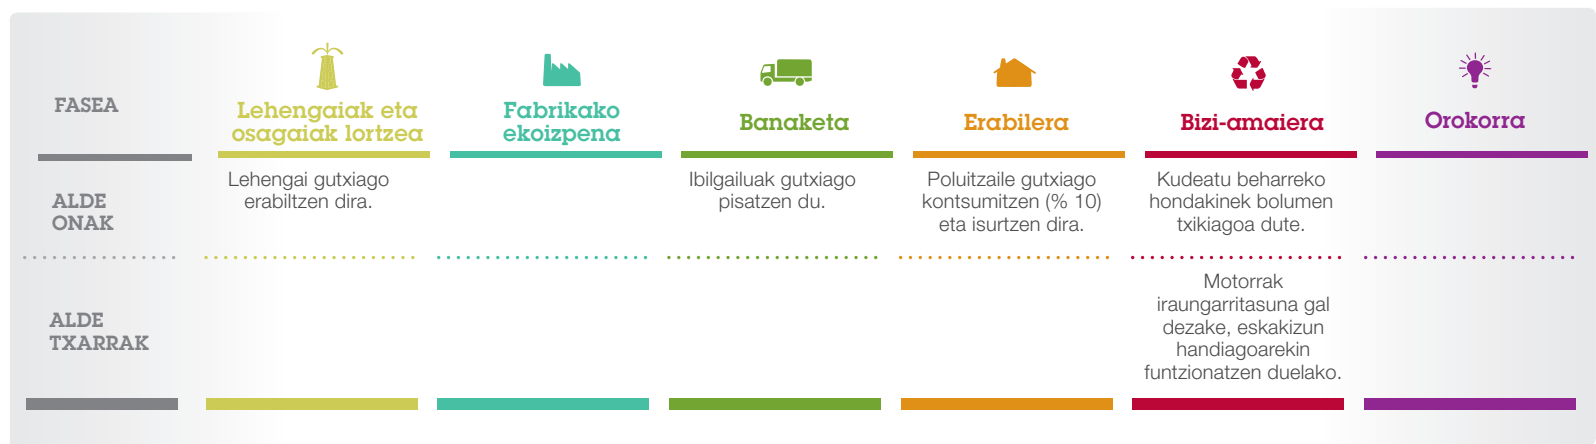 FASEA
Lehengaiak eta
osagaiak lortzea
Fabrikako
ekoizpena
Banaketa
Erabilera
Bizi-amaiera
Orokorra
ALDE
ONAK
Lehengai gutxiago
erabiltzen dira.
Ibilgailuak gutxiago
pisatzen du.
Poluitzaile gutxiago
kontsumitzen (% 10)
eta isurtzen dira.
Kudeatu beharreko
hondakinek bolumen
txikiagoa dute.
ALDE
TXARRAK
Motorrak
iraungarritasuna gal
dezake, eskakizun
handiagoarekin
funtzionatzen duelako.